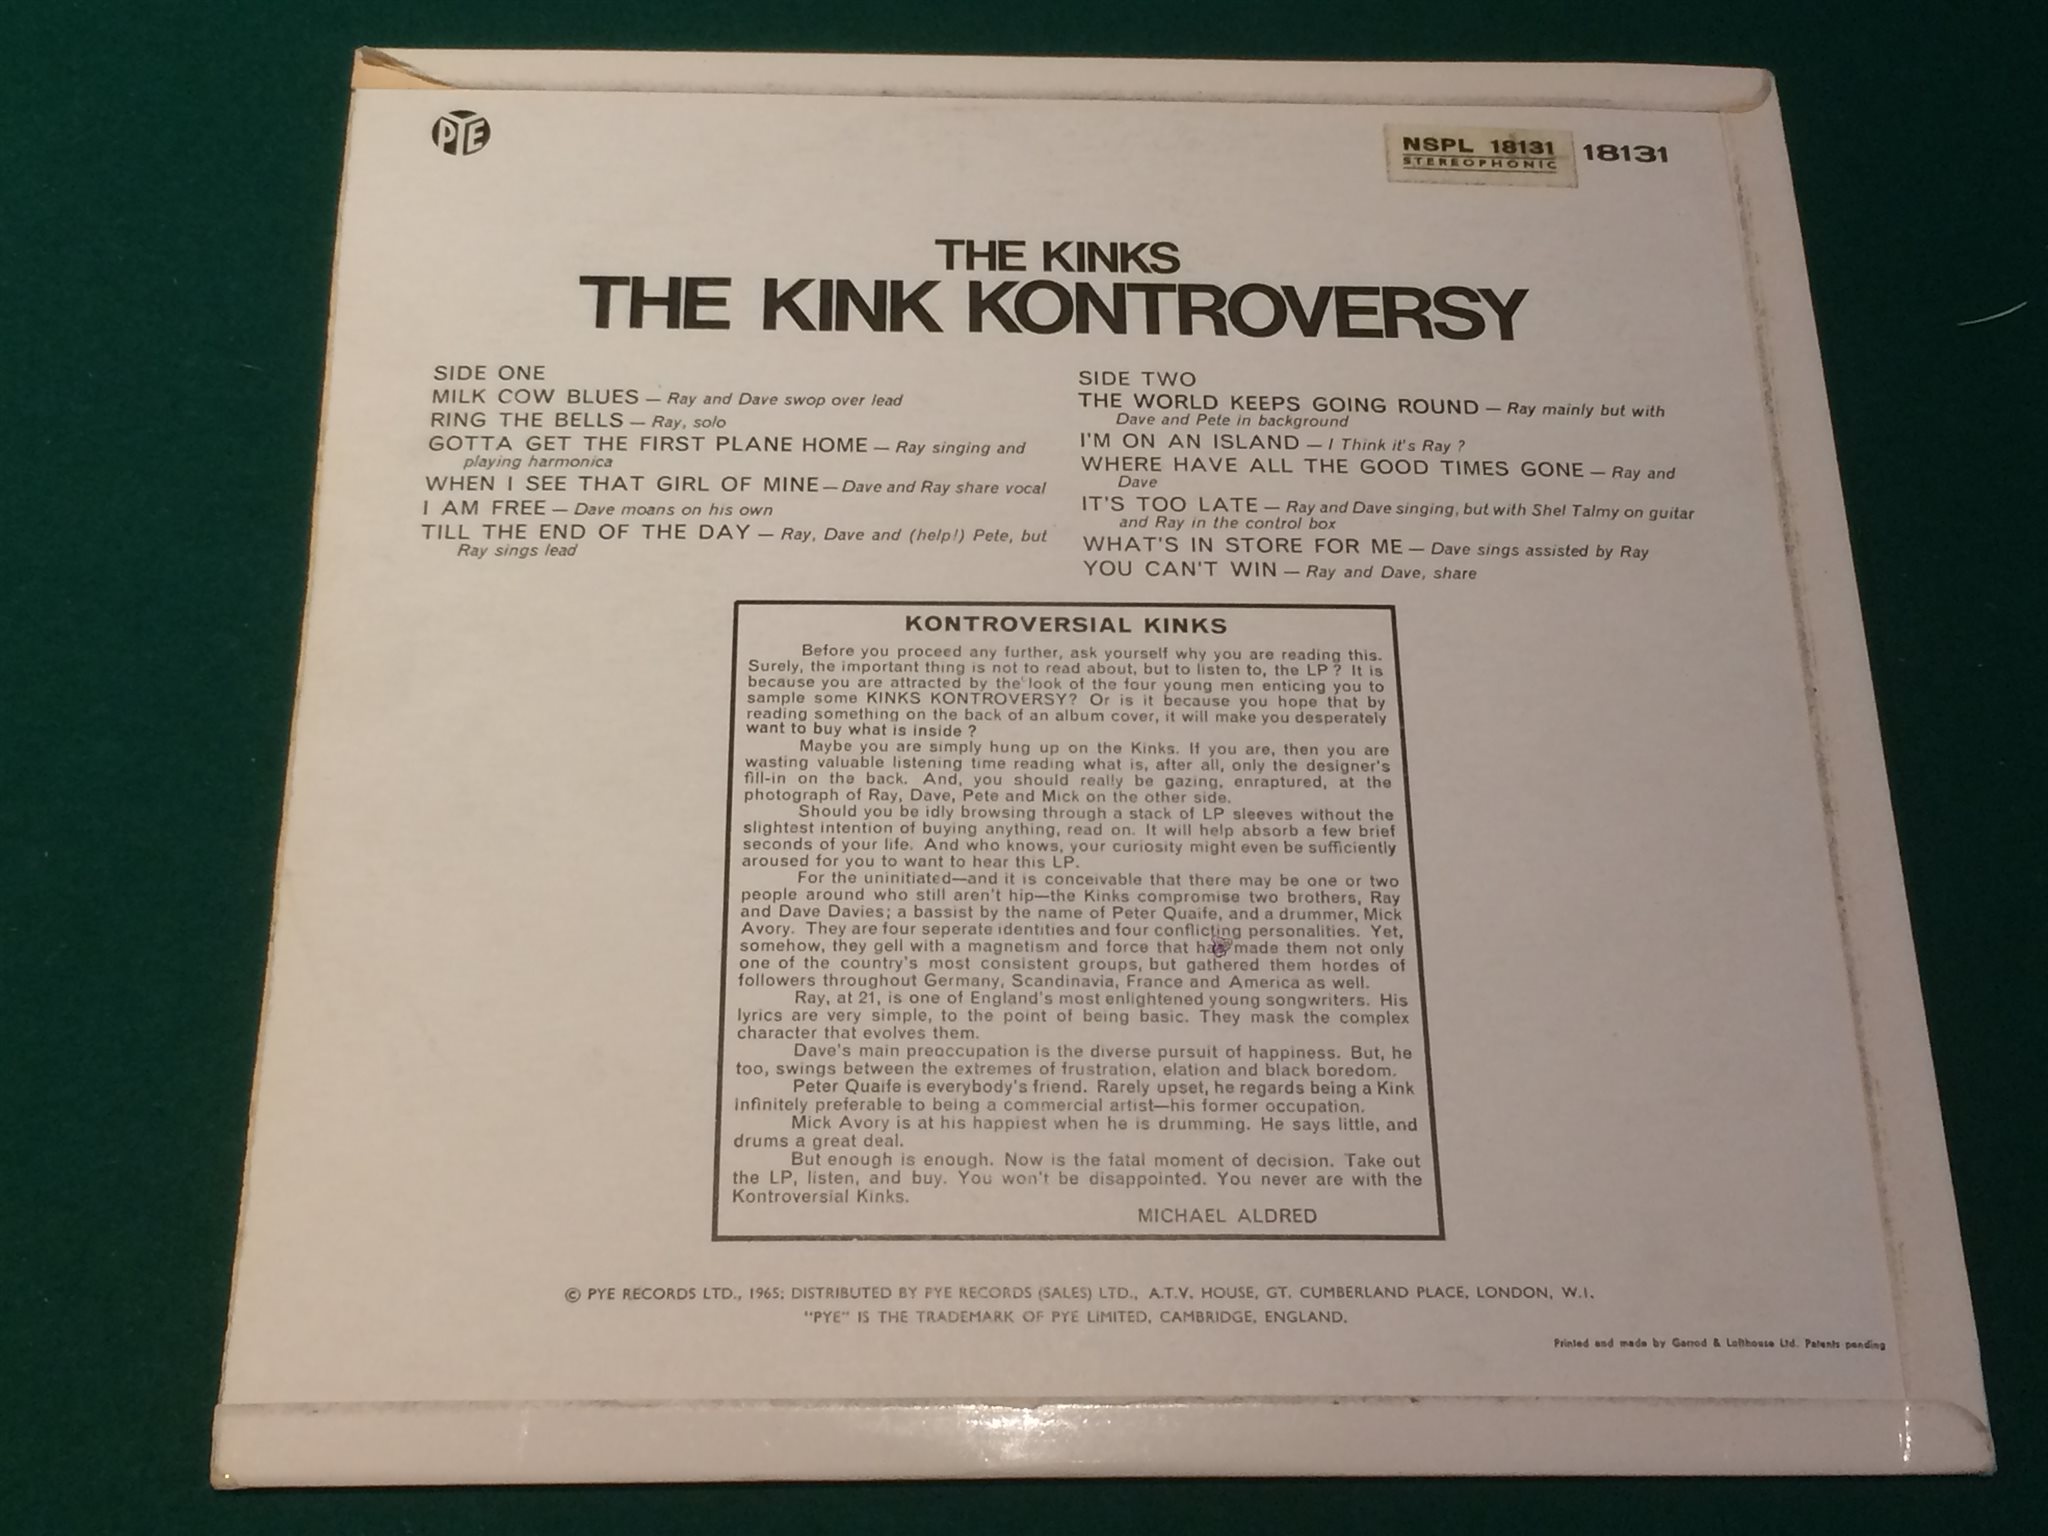 PYE
NSPL 18131
STEREOPHONIC
18131
THE KINKS
THE KINK KONTROVERSY
SIDE ONE
MILK COW BLUES — Ray and Dave swop over lead
RING THE BELLS — Ray, solo
GOTTA GET THE FIRST PLANE HOME — Ray singing and
playing harmonica
WHEN I SEE THAT GIRL OF MINE — Dave and Ray share vocal
I AM FREE — Dave moans on his own
TILL THE END OF THE DAY — Ray, Dave and (help!) Pete, but
Ray sings lead
SIDE TWO
THE WORLD KEEPS GOING ROUND — Ray mainly but with
Dave and Pete in background
I'M ON AN ISLAND — I Think it's Ray ?
WHERE HAVE ALL THE GOOD TIMES GONE — Ray and
Dave
IT'S TOO LATE — Ray and Dave singing, but with Shel Talmy on guitar
and Ray in the control box
WHAT'S IN STORE FOR ME — Dave sings assisted by Ray
YOU CAN'T WIN — Ray and Dave, share
KONTROVERSIAL KINKS
Before you proceed any further, ask yourself why you are reading this.
Surely, the important thing is not to read about, but to listen to, the LP ? It is
because you are attracted by the look of the four young men enticing you to
sample some KINKS KONTROVERSY? Or is it because you hope that by
reading something on the back of an album cover, it will make you desperately
want to buy what is inside ?
Maybe you are simply hung up on the Kinks. If you are, then you are
wasting valuable listening time reading what is, after all, only the designer's
fill-in on the back. And, you should really be gazing, enraptured, at the
photograph of Ray, Dave, Pete and Mick on the other side.
Should you be idly browsing through a stack of LP sleeves without the
slightest intention of buying anything, read on. It will help absorb a few brief
seconds of your life. And who knows, your curiosity might even be sufficiently
aroused for you to want to hear this LP.
For the uninitiated—and it is conceivable that there may be one or two
people around who still aren't hip—the Kinks compromise two brothers, Ray
and Dave Davies; a bassist by the name of Peter Quaife, and a drummer, Mick
Avory. They are four seperate identities and four conflicting personalities. Yet,
somehow, they gell with a magnetism and force that has made them not only
one of the country's most consistent groups, but gathered them hordes of
followers throughout Germany, Scandinavia, France and America as well.
Ray, at 21, is one of England's most enlightened young songwriters. His
lyrics are very simple, to the point of being basic. They mask the complex
character that evolves them.
Dave's main preoccupation is the diverse pursuit of happiness. But, he
too, swings between the extremes of frustration, elation and black boredom.
Peter Quaife is everybody's friend. Rarely upset, he regards being a Kink
infinitely preferable to being a commercial artist—his former occupation.
Mick Avory is at his happiest when he is drumming. He says little, and
drums a great deal.
But enough is enough. Now is the fatal moment of decision. Take out
the LP, listen, and buy. You won't be disappointed. You never are with the
Kontroversial Kinks.
MICHAEL ALDRED
© PYE RECORDS LTD., 1965; DISTRIBUTED BY PYE RECORDS (SALES) LTD., A.T.V. HOUSE, GT. CUMBERLAND PLACE, LONDON, W.1.
"PYE" IS THE TRADEMARK OF PYE LIMITED, CAMBRIDGE, ENGLAND.
Printed and made by Garrod & Lofthouse Ltd. Patents pending